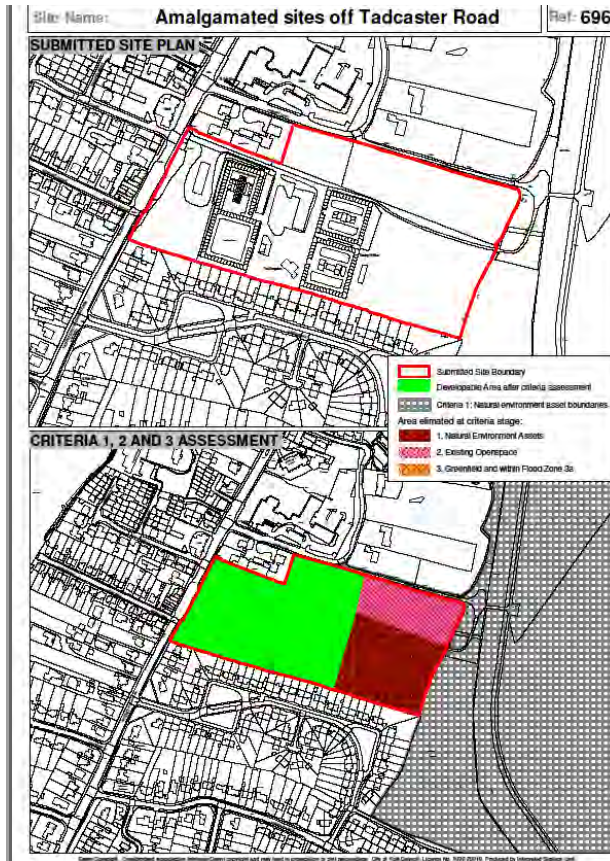 Site Name: Amalgamated sites off Tadcaster Road Ref: 696
SUBMITTED SITE PLAN
Submitted Site Boundary
Developable Area after criteria assessment
Criteria 1: Natural environment asset boundaries
Area elimated at criteria stage:
1, Natural Environment Assets
2, Existing Openspace
3, Greenfield and within Flood Zone 3a
CRITERIA 1, 2 AND 3 ASSESSMENT